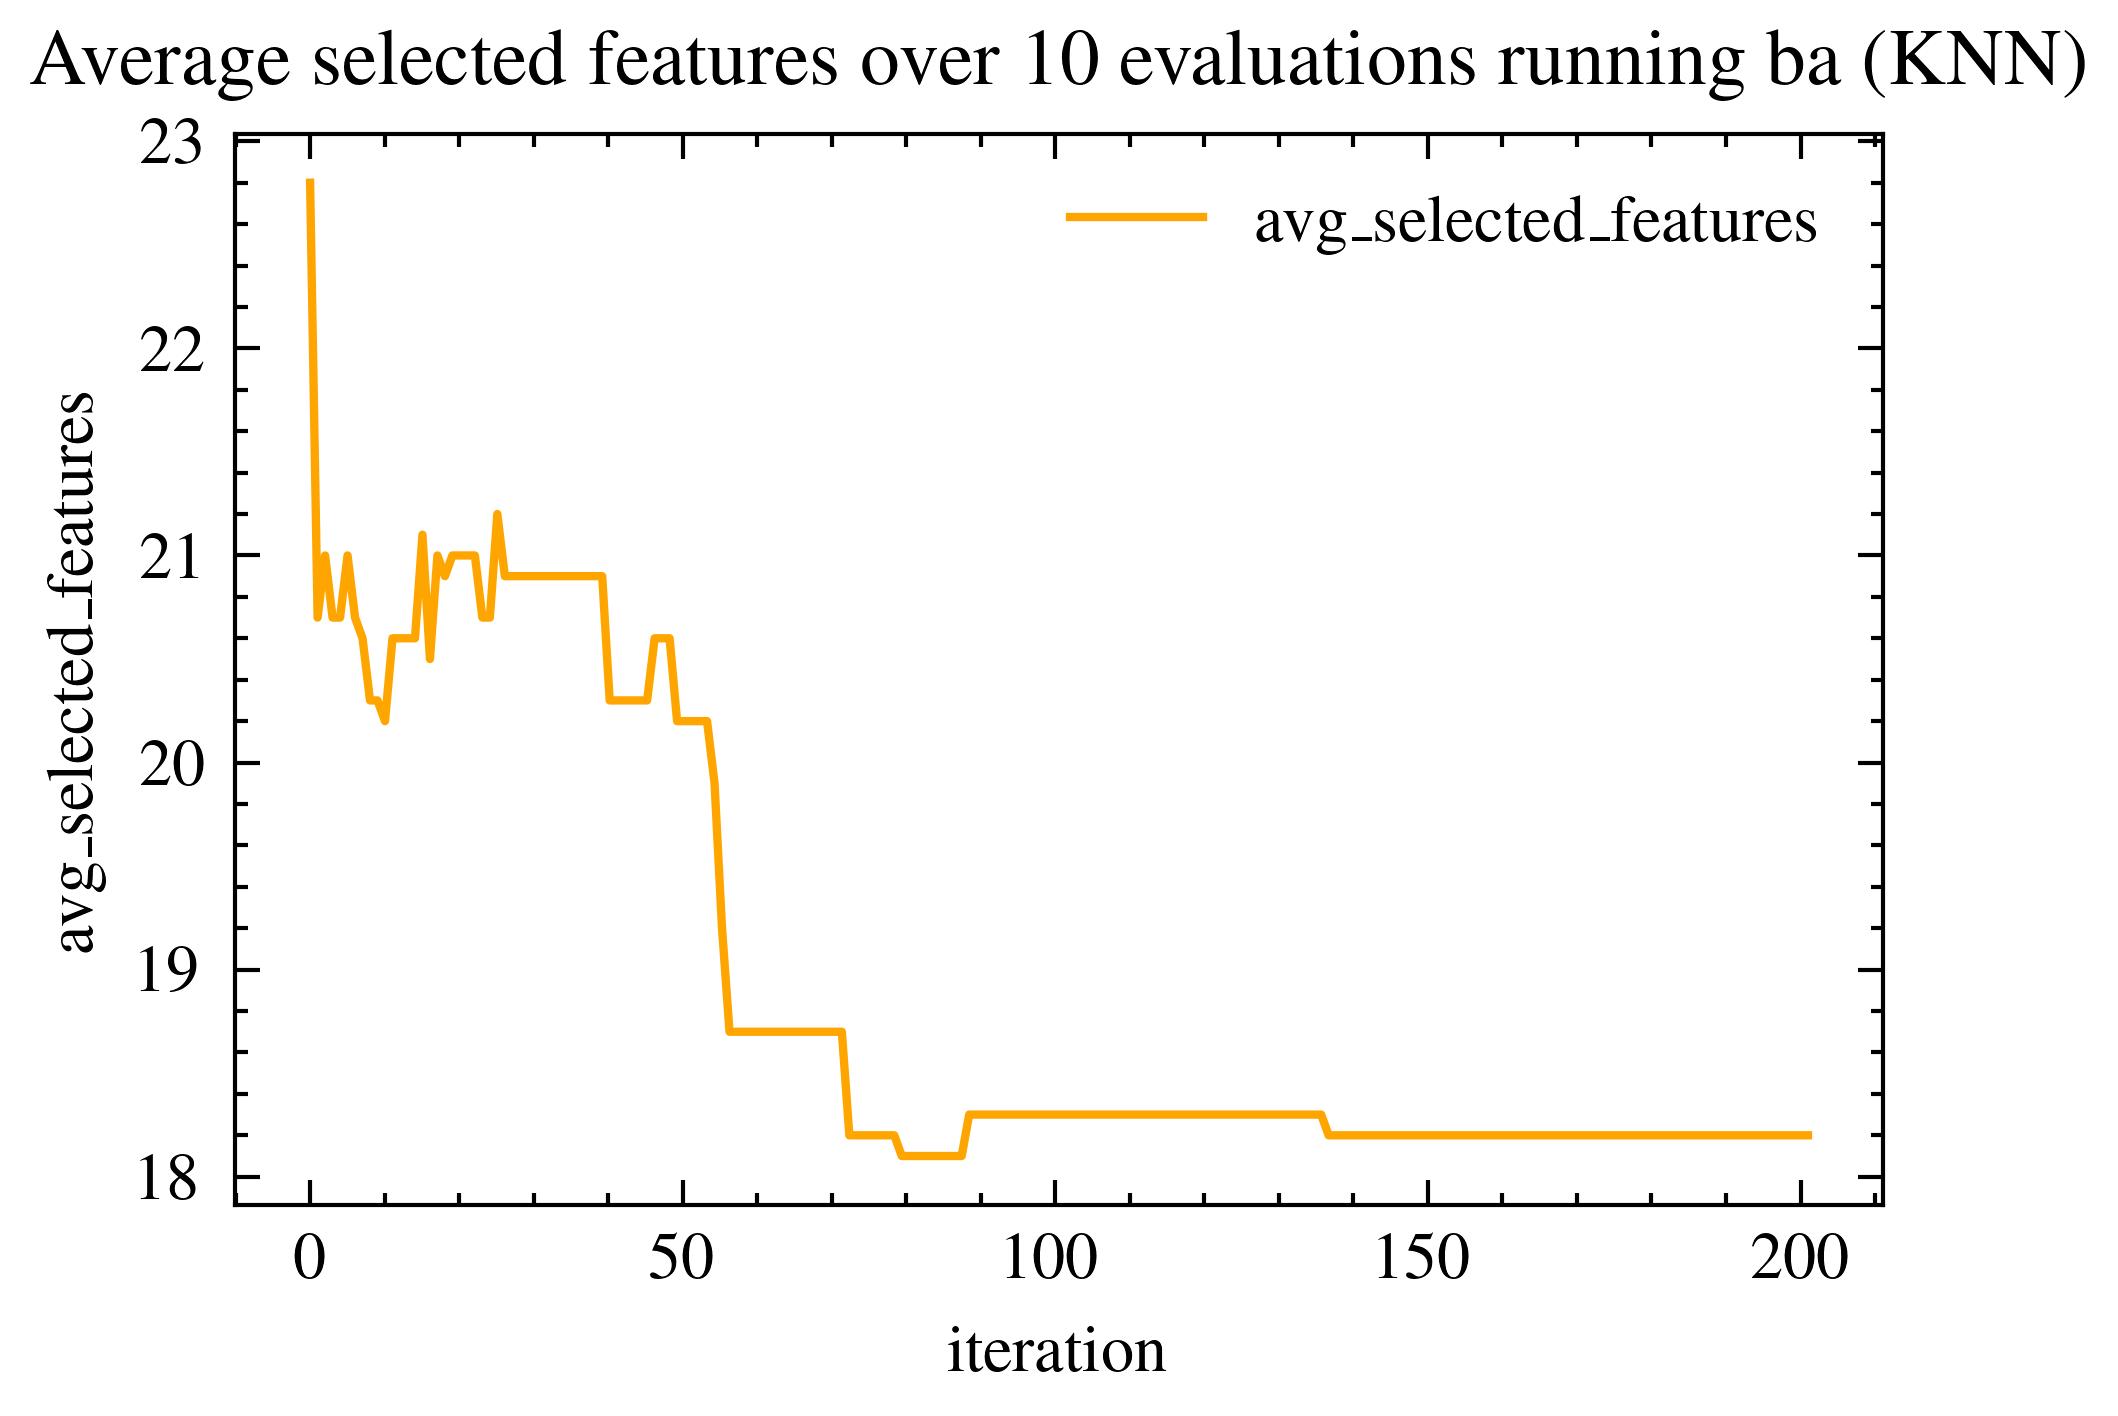 Average selected features over 10 evaluations running ba (KNN)
avg_selected_features
23
22
21
20
19
18
avg_selected_features
0 50 100 150 200
iteration